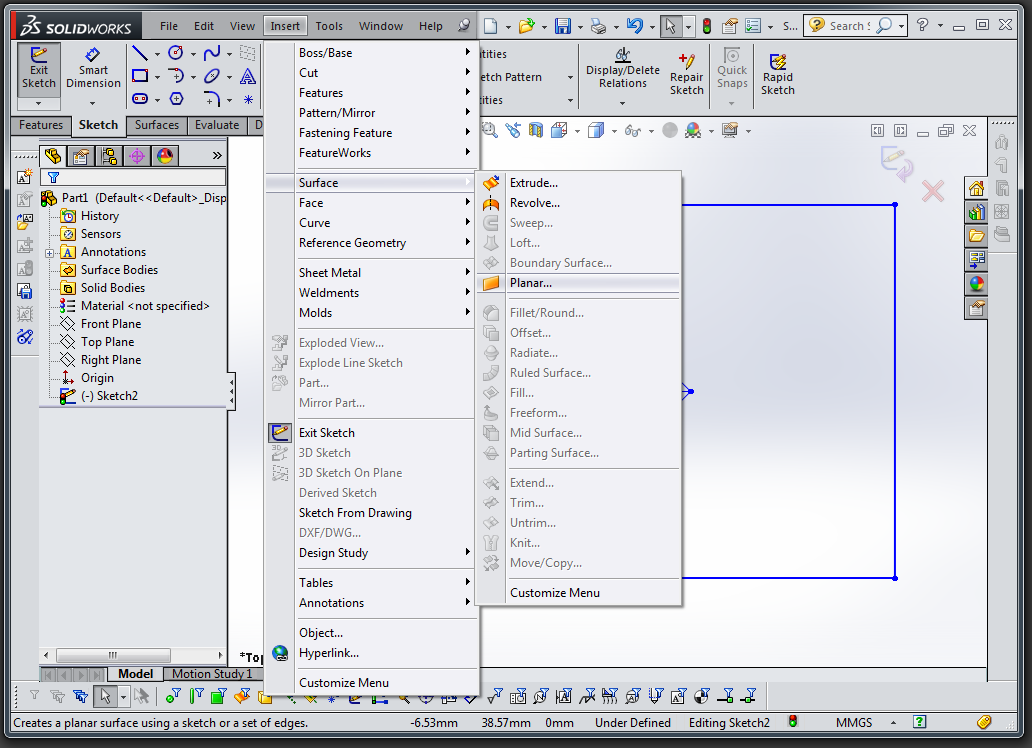 SOLIDWORKS File Edit View Insert Tools Window Help S... Search
Exit Sketch
Smart Dimension
Display/Delete Relations
Repair Sketch
Quick Snaps
Rapid Sketch
Features Sketch Surfaces Evaluate
Part1 (Default<<Default>_Disp
History
Sensors
Annotations
Surface Bodies
Solid Bodies
Material <not specified>
Front Plane
Top Plane
Right Plane
Origin
(-) Sketch2
Boss/Base
Cut
Features
Pattern/Mirror
Fastening Feature
FeatureWorks
Surface
Face
Curve
Reference Geometry
Sheet Metal
Weldments
Molds
Exploded View...
Explode Line Sketch
Part...
Mirror Part...
Exit Sketch
3D Sketch
3D Sketch On Plane
Derived Sketch
Sketch From Drawing
DXF/DWG...
Design Study
Tables
Annotations
Object...
Hyperlink...
Customize Menu
Extrude...
Revolve...
Sweep...
Loft...
Boundary Surface...
Planar...
Fillet/Round...
Offset...
Radiate...
Ruled Surface...
Fill...
Freeform...
Mid Surface...
Parting Surface...
Extend...
Trim...
Untrim...
Knit...
Move/Copy...
Customize Menu
*Top
Model Motion Study 1
Creates a planar surface using a sketch or a set of edges. -6.53mm 38.57mm 0mm Under Defined Editing Sketch2 MMGS